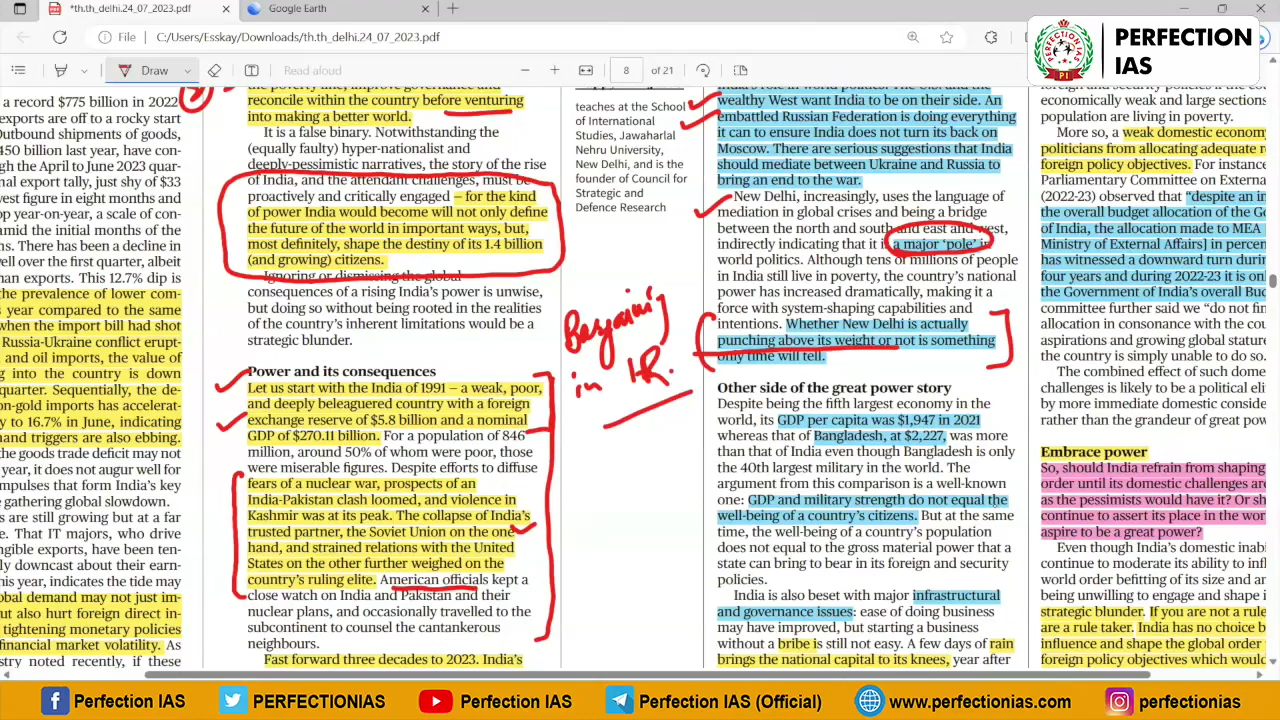 *th.th_delhi.24_07_2023.pdf
Google Earth
File
C:/Users/Esskay/Downloads/th.th_delhi.24_07_2023.pdf
Draw
Read aloud
8
of 21
PERFECTION
IAS
PI
a record $775 billion in 2022
exports are off to a rocky start
Outbound shipments of goods,
450 billion last year, have con-
gh the April to June 2023 quar-
nal export tally, just shy of $33
vest figure in eight months and
op year-on-year, a scale of con-
amid the initial months of the
There has been a decline in
well over the first quarter, albeit
han exports. This 12.7% dip is
the prevalence of lower com-
s year compared to the same
when the import bill had shot
Russia-Ukraine conflict erupt-
and oil imports, the value of
ng into the country is down
quarter. Sequentially, the de-
on-gold imports has accelerat-
to 16.7% in June, indicating
mand triggers are also ebbing.
the goods trade deficit may not
year, it does not augur well for
mpulses that form India's key
gathering global slowdown.
s are still growing but at a far
. That IT majors, who drive
ngible exports, have been ten-
ly downcast about their earn-
his year, indicates the tide may
obal demand may not just im-
ut also hurt foreign direct in-
tightening monetary policies
financial market volatility. As
stry noted recently, if these
the poverty line, improve governance and
reconcile within the country before venturing
into making a better world.
It is a false binary. Notwithstanding the
(equally faulty) hyper-nationalist and
deeply-pessimistic narratives, the story of the rise
of India, and the attendant challenges, must be
proactively and critically engaged – for the kind
of power India would become will not only define
the future of the world in important ways, but,
most definitely, shape the destiny of its 1.4 billion
(and growing) citizens.
Ignoring or dismissing the global
consequences of a rising India's power is unwise,
but doing so without being rooted in the realities
of the country's inherent limitations would be a
strategic blunder.
Power and its consequences
Let us start with the India of 1991 – a weak, poor,
and deeply beleaguered country with a foreign
exchange reserve of $5.8 billion and a nominal
GDP of $270.11 billion. For a population of 846
million, around 50% of whom were poor, those
were miserable figures. Despite efforts to diffuse
fears of a nuclear war, prospects of an
India-Pakistan clash loomed, and violence in
Kashmir was at its peak. The collapse of India's
trusted partner, the Soviet Union on the one
hand, and strained relations with the United
States on the other further weighed on the
country's ruling elite. American officials kept a
close watch on India and Pakistan and their
nuclear plans, and occasionally travelled to the
subcontinent to counsel the cantankerous
neighbours.
Fast forward three decades to 2023. India's
teaches at the School
of International
Studies, Jawaharlal
Nehru University,
New Delhi, and is the
founder of Council for
Strategic and
Defence Research
in IR.
India's role in world politics. The U.S. and the
wealthy West want India to be on their side. An
embattled Russian Federation is doing everything
it can to ensure India does not turn its back on
Moscow. There are serious suggestions that India
should mediate between Ukraine and Russia to
bring an end to the war.
New Delhi, increasingly, uses the language of
mediation in global crises and being a bridge
between the north and south and east and west,
indirectly indicating that it is a major 'pole' in
world politics. Although tens of millions of people
in India still live in poverty, the country's national
power has increased dramatically, making it a
force with system-shaping capabilities and
intentions. Whether New Delhi is actually
punching above its weight or not is something
only time will tell.
Other side of the great power story
Despite being the fifth largest economy in the
world, its GDP per capita was $1,947 in 2021
whereas that of Bangladesh, at $2,227, was more
than that of India even though Bangladesh is only
the 40th largest military in the world. The
argument from this comparison is a well-known
one: GDP and military strength do not equal the
well-being of a country's citizens. But at the same
time, the well-being of a country's population
does not equal to the gross material power that a
state can bring to bear in its foreign and security
policies.
India is also beset with major infrastructural
and governance issues: ease of doing business
may have improved, but starting a business
without a bribe is still not easy. A few days of rain
brings the national capital to its knees, year after
economically weak and large sections
population are living in poverty.
More so, a weak domestic economy
politicians from allocating adequate re
foreign policy objectives. For instance
Parliamentary Committee on External
(2022-23) observed that "despite an in
the overall budget allocation of the Go
of India, the allocation made to MEA [
Ministry of External Affairs] in percen
has witnessed a downward turn durin
four years and during 2022-23 it is onl
the Government of India's overall Bud
committee further said we "do not fin
allocation in consonance with the cou
aspirations and growing global stature
the country is simply unable to do so.
The combined effect of such dome
challenges is likely to be a political elit
by more immediate domestic consider
rather than the grandeur of great pow
Embrace power
So, should India refrain from shaping
order until its domestic challenges are
as the pessimists would have it? Or sh
continue to assert its place in the wor
aspire to be a great power?
Even though India's domestic inabi
continue to moderate its ability to infl
world order befitting of its size and an
being unwilling to engage and shape i
strategic blunder. If you are not a rule
are a rule taker. India has no choice b
influence and shape the global order
foreign policy objectives which would
Perfection IAS
PERFECTIONIAS
Perfection IAS
Perfection IAS (Official)
www.perfectionias.com
perfectionias